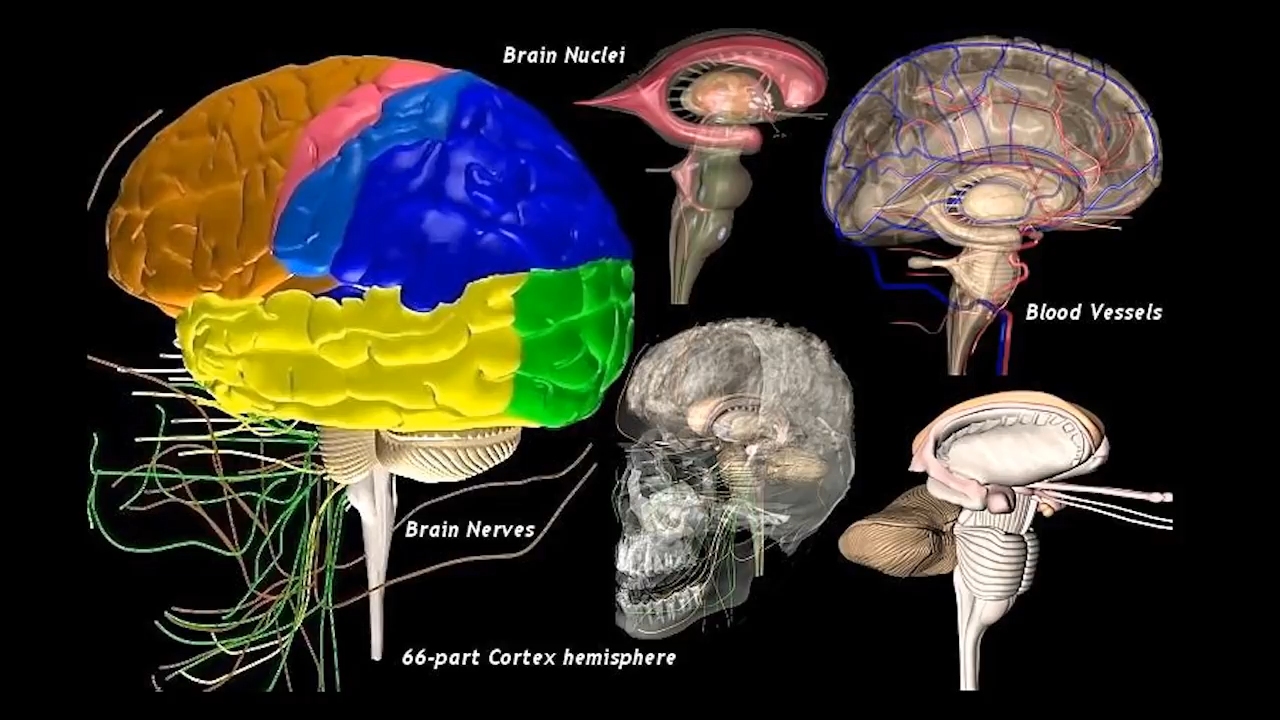 Brain Nuclei
Blood Vessels
Brain Nerves
66-part Cortex hemisphere